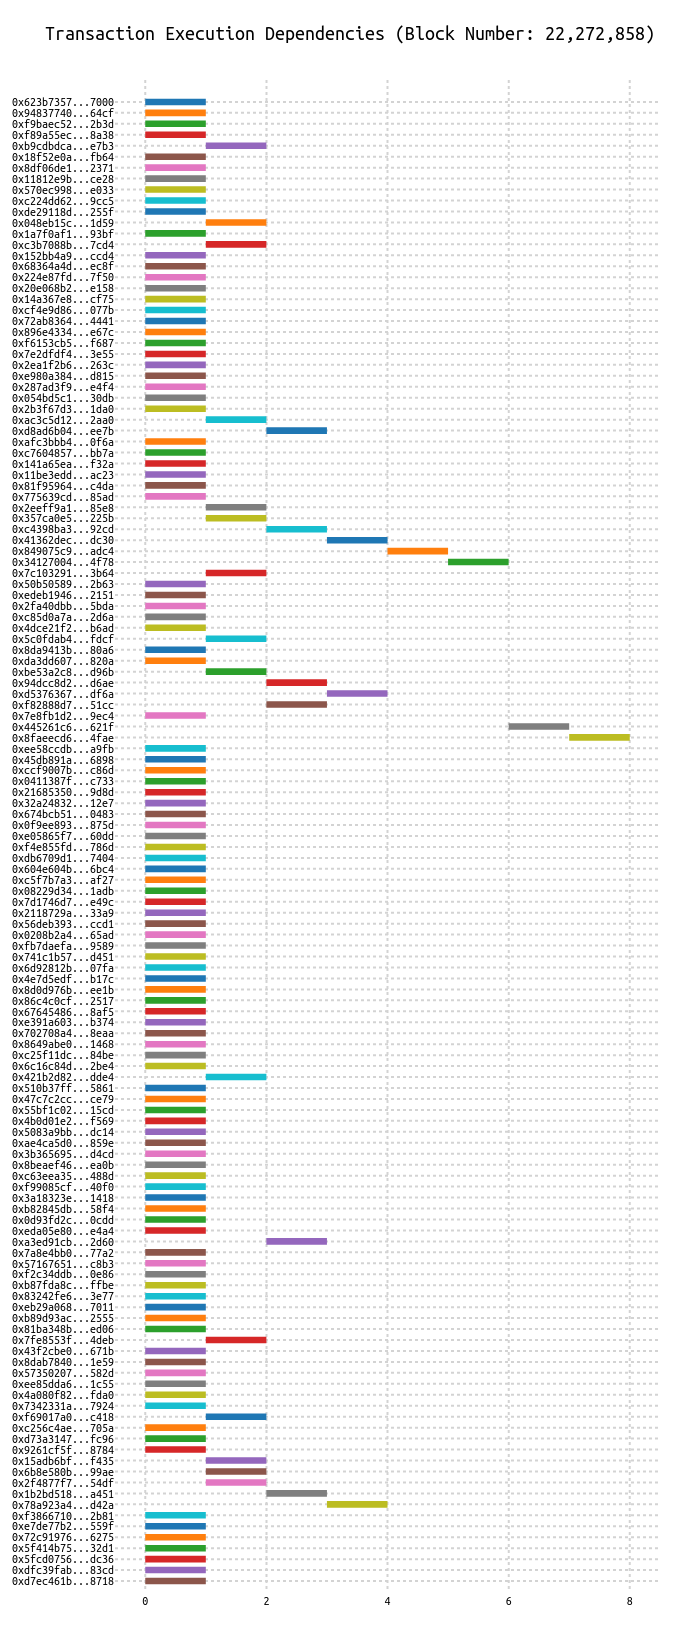 Transaction Execution Dependencies (Block Number: 22,272,858)
0x623b7357...7000
0x94837740...64cf
0xf9baec52...2b3d
0xf89a55ec...8a38
0xb9cdbdca...e7b3
0x18f52e0a...fb64
0x8df06de1...2371
0x11812e9b...ce28
0x570ec998...e033
0xc224dd62...9cc5
0xde29118d...255f
0x048eb15c...1d59
0x1a7f0af1...93bf
0xc3b7088b...7cd4
0x152bb4a9...ccd4
0x68364a4d...ec8f
0x224e87fd...7f50
0x20e068b2...e158
0x14a367e8...cf75
0xcf4e9d86...077b
0x72ab8364...4441
0x896e4334...e67c
0xf6153cb5...f687
0x7e2dfdf4...3e55
0x2ea1f2b6...263c
0xe980a384...d815
0x287ad3f9...e4f4
0x054bd5c1...30db
0x2b3f67d3...1da0
0xac3c5d12...2aa0
0xd8ad6b04...ee7b
0xafc3bbb4...0f6a
0xc7604857...bb7a
0x141a65ea...f32a
0x11be3edd...ac23
0x81f95964...c4da
0x775639cd...85ad
0x2eeff9a1...85e8
0x357ca0e5...225b
0xc4398ba3...92cd
0x41362dec...dc30
0x849075c9...adc4
0x34127004...4f78
0x7c103291...3b64
0x50b50589...2b63
0xedeb1946...2151
0x2fa40dbb...5bda
0xc85d0a7a...2d6a
0x4dce21f2...b6ad
0x5c0fdab4...fdcf
0x8da9413b...80a6
0xda3dd607...820a
0xbe53a2c8...d96b
0x94dcc8d2...d6ae
0xd5376367...df6a
0xf82888d7...51cc
0x7e8fb1d2...9ec4
0x445261c6...621f
0x8faeecd6...4fae
0xee58ccdb...a9fb
0x45db891a...6898
0xccf9007b...c86d
0x0411387f...c733
0x21685350...9d8d
0x32a24832...12e7
0x674bcb51...0483
0x0f9ee893...875d
0xe05865f7...60dd
0xf4e855fd...786d
0xdb6709d1...7404
0x604e604b...6bc4
0xc5f7b7a3...af27
0x08229d34...1adb
0x7d1746d7...e49c
0x2118729a...33a9
0x56deb393...ccd1
0x0208b2a4...65ad
0xfb7daefa...9589
0x741c1b57...d451
0x6d92812b...07fa
0x4e7d5edf...b17c
0x8d0d976b...ee1b
0x86c4c0cf...2517
0x67645486...8af5
0xe391a603...b374
0x702708a4...8eaa
0x8649abe0...1468
0xc25f11dc...84be
0x6c16c84d...2be4
0x421b2d82...dde4
0x510b37ff...5861
0x47c7c2cc...ce79
0x55bf1c02...15cd
0x4b0d01e2...f569
0x5083a9bb...dc14
0xae4ca5d0...859e
0x3b365695...d4cd
0x8beaef46...ea0b
0xc63eea35...488d
0xf99085cf...40f0
0x3a18323e...1418
0xb82845db...58f4
0x0d93fd2c...0cdd
0xeda05e80...e4a4
0xa3ed91cb...2d60
0x7a8e4bb0...77a2
0x57167651...c8b3
0xf2c34ddb...0e86
0xb87fda8c...ffbe
0x83242fe6...3e77
0xeb29a068...7011
0xb89d93ac...2555
0x81ba348b...ed06
0x7fe8553f...4deb
0x43f2cbe0...671b
0x8dab7840...1e59
0x57350207...582d
0xee85dda6...1c55
0x4a080f82...fda0
0x7342331a...7924
0xf69017a0...c418
0xc256c4ae...705a
0xd73a3147...fc96
0x9261cf5f...8784
0x15adb6bf...f435
0x6b8e580b...99ae
0x2f4877f7...54df
0x1b2bd518...a451
0x78a923a4...d42a
0xf3866710...2b81
0xe7de77b2...559f
0x72c91976...6275
0x5f414b75...32d1
0x5fcd0756...dc36
0xdfc39fab...83cd
0xd7ec461b...8718
0 2 4 6 8